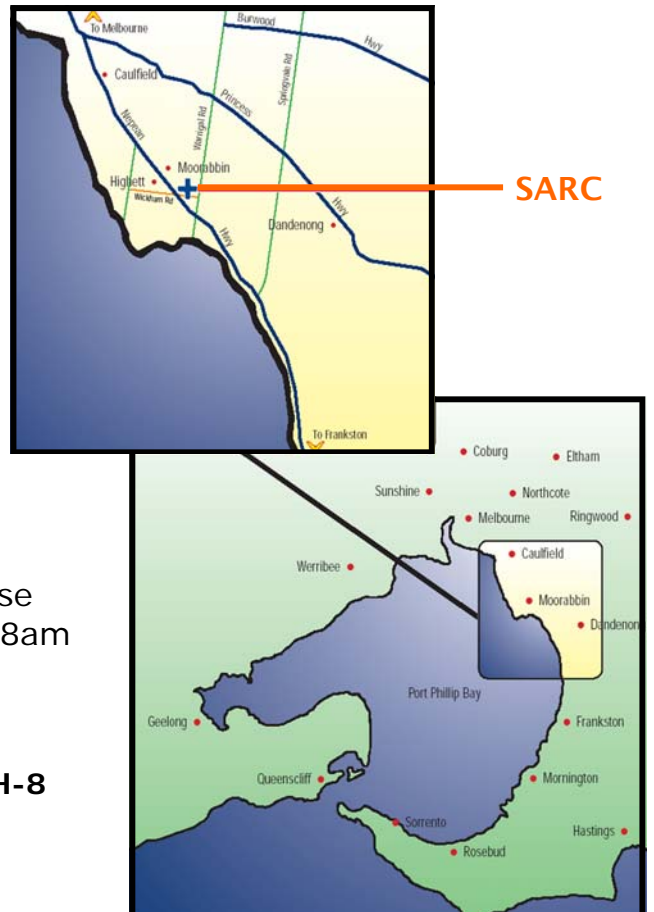 To Melbourne
Burwood Hwy
Caulfield
Springvale Rd
Princess Hwy
Warrigal Rd
Nepean Hwy
Moorabbin
Highett
Wickham Rd
SARC
Dandenong
To Frankston
Coburg
Eltham
Sunshine
Northcote
Melbourne
Ringwood
Werribee
Caulfield
Moorabbin
Dandenon
se
8am
Port Phillip Bay
Geelong
Frankston
Queenscliff
Mornington
H-8
Sorrento
Rosebud
Hastings